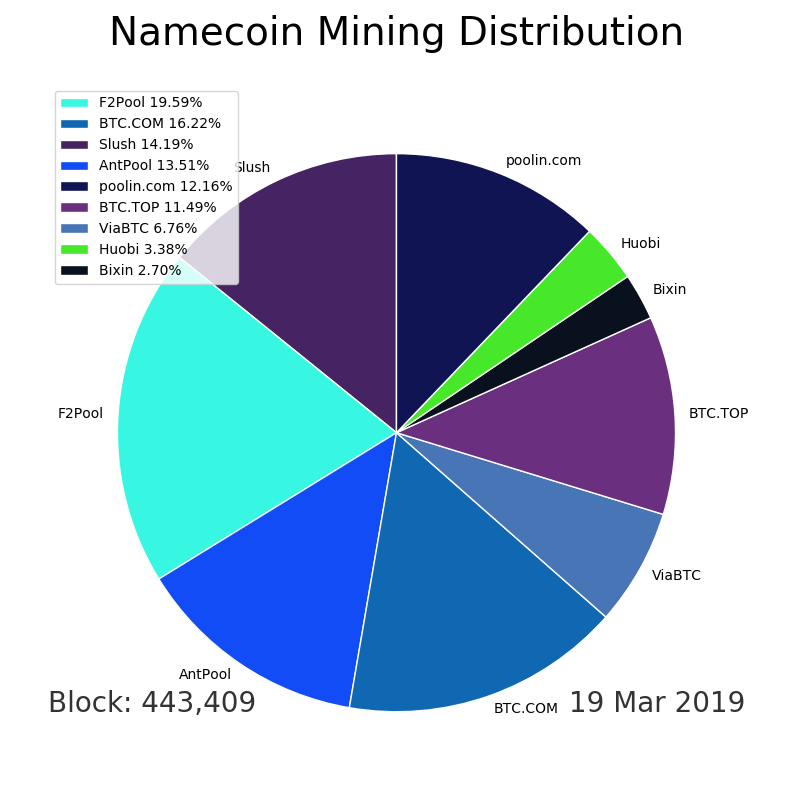 Namecoin Mining Distribution
F2Pool 19.59%
BTC.COM 16.22%
Slush 14.19%
AntPool 13.51%
poolin.com 12.16%
BTC.TOP 11.49%
ViaBTC 6.76%
Huobi 3.38%
Bixin 2.70%
poolin.com
Slush
Huobi
Bixin
F2Pool
BTC.TOP
ViaBTC
AntPool
BTC.COM
Block: 443,409
19 Mar 2019